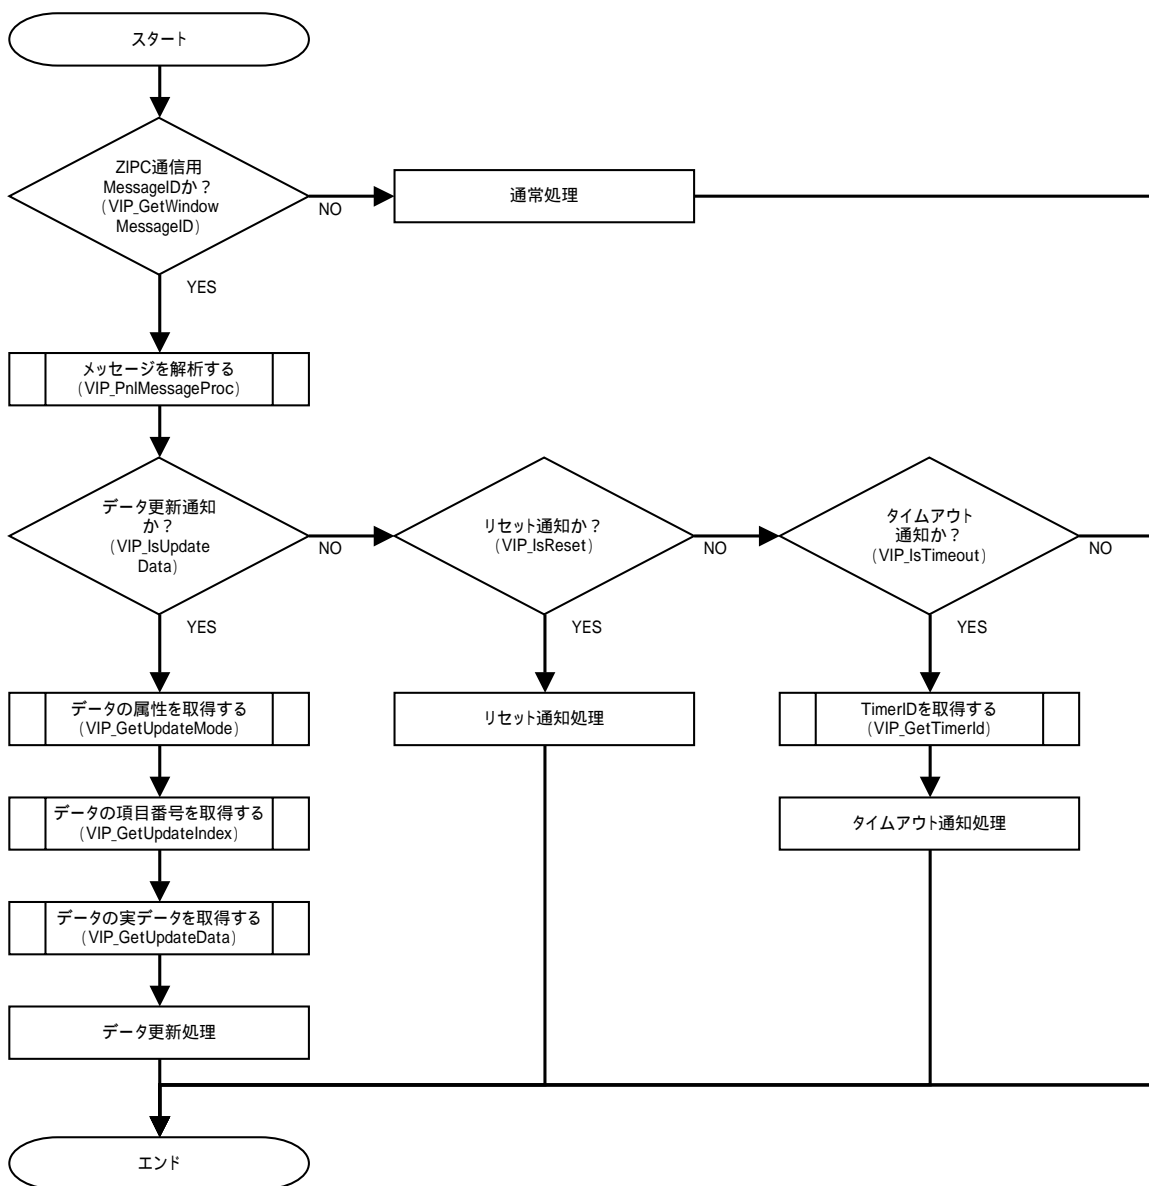 スタート
ZIPC通信用
MessageIDか？
(VIP_GetWindow
MessageID)
NO
通常処理
YES
メッセージを解析する
(VIP_PnlMessageProc)
データ更新通知
か？
(VIP_IsUpdate
Data)
NO
リセット通知か？
(VIP_IsReset)
NO
タイムアウト
通知か？
(VIP_IsTimeout)
NO
YES
YES
YES
データの属性を取得する
(VIP_GetUpdateMode)
リセット通知処理
TimerIDを取得する
(VIP_GetTimerId)
データの項目番号を取得する
(VIP_GetUpdateIndex)
タイムアウト通知処理
データの実データを取得する
(VIP_GetUpdateData)
データ更新処理
エンド